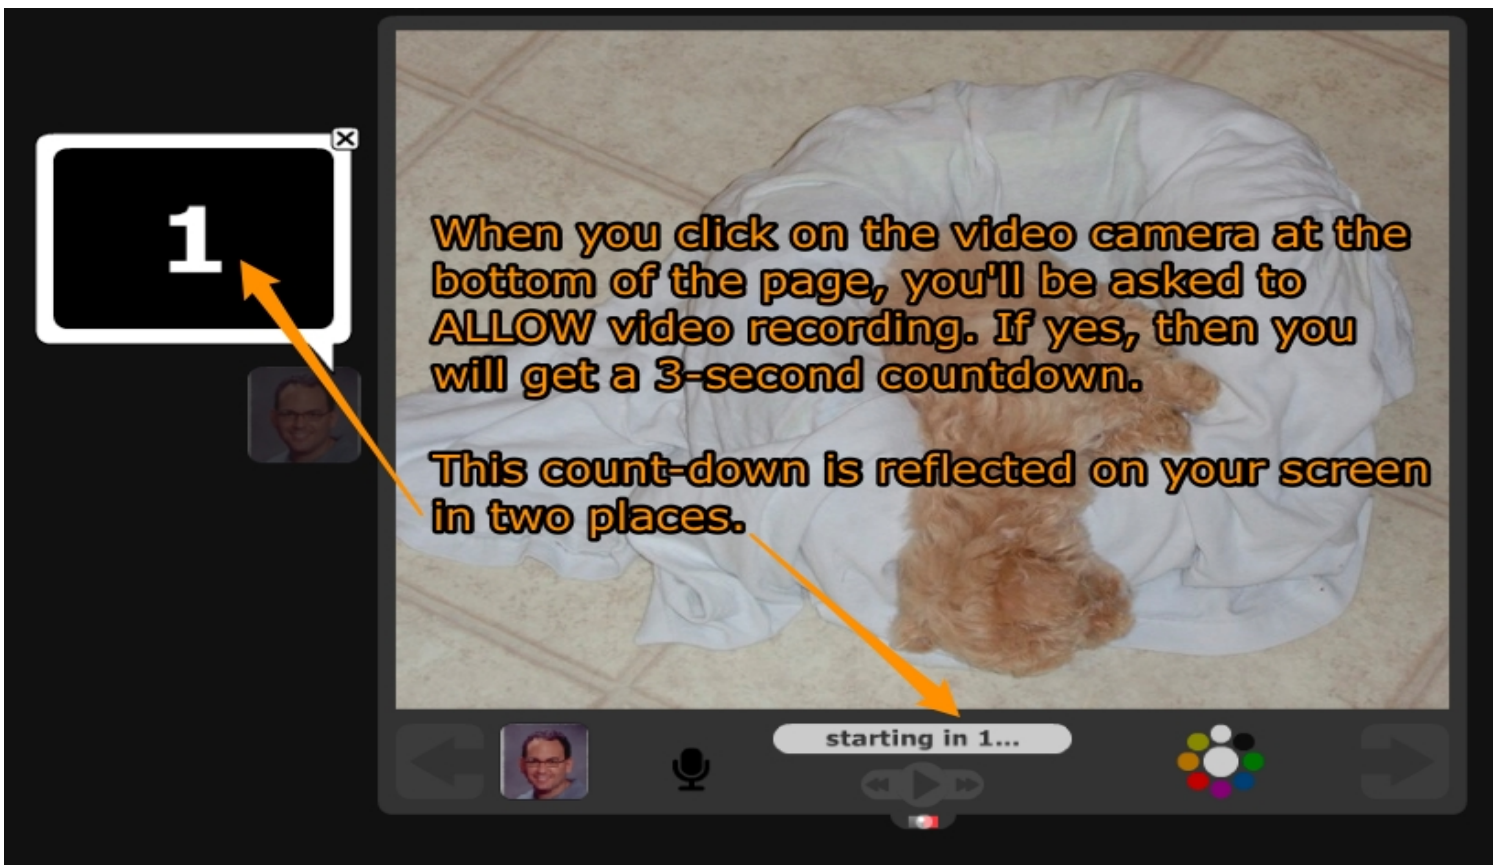 1
When you click on the video camera at the
bottom of the page, you'll be asked to
ALLOW video recording. If yes, then you
will get a 3-second countdown.
This count-down is reflected on your screen
in two places.
starting in 1...